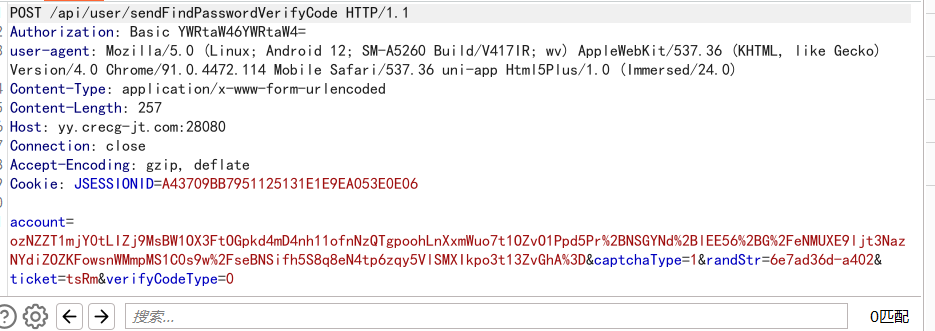 POST /api/user/sendFindPasswordVerifyCode HTTP/1.1
Authorization: Basic YWRtaW46YWRtaW4=
user-agent: Mozilla/5.0 (Linux; Android 12; SM-A5260 Build/V417IR; wv) AppleWebKit/537.36 (KHTML, like Gecko)
Version/4.0 Chrome/91.0.4472.114 Mobile Safari/537.36 uni-app Html5Plus/1.0 (Immersed/24.0)
Content-Type: application/x-www-form-urlencoded
Content-Length: 257
Host: yy.crecg-jt.com:28080
Connection: close
Accept-Encoding: gzip, deflate
Cookie: JSESSIONID=A43709BB7951125131E1E9EA053E0E06
account=
ozNZZT1mjY0tLIZj9MsBW1OX3FtOGpkd4mD4nh11ofnNzQTgpoohLnXxmWuo7t1OZvO1Ppd5Pr%2BNSGYNd%2BIEE56%2BG%2FeNMUXE9Ijt3Naz
NYdiZOZKFowsnWMmpMS1COs9w%2FseBNSifh5S8q8eN4tp6zqy5VlSMXIkpo3t13ZvGhA%3D&captchaType=1&randStr=6e7ad36d-a402&
ticket=tsRm&verifyCodeType=0
搜索...
0匹配